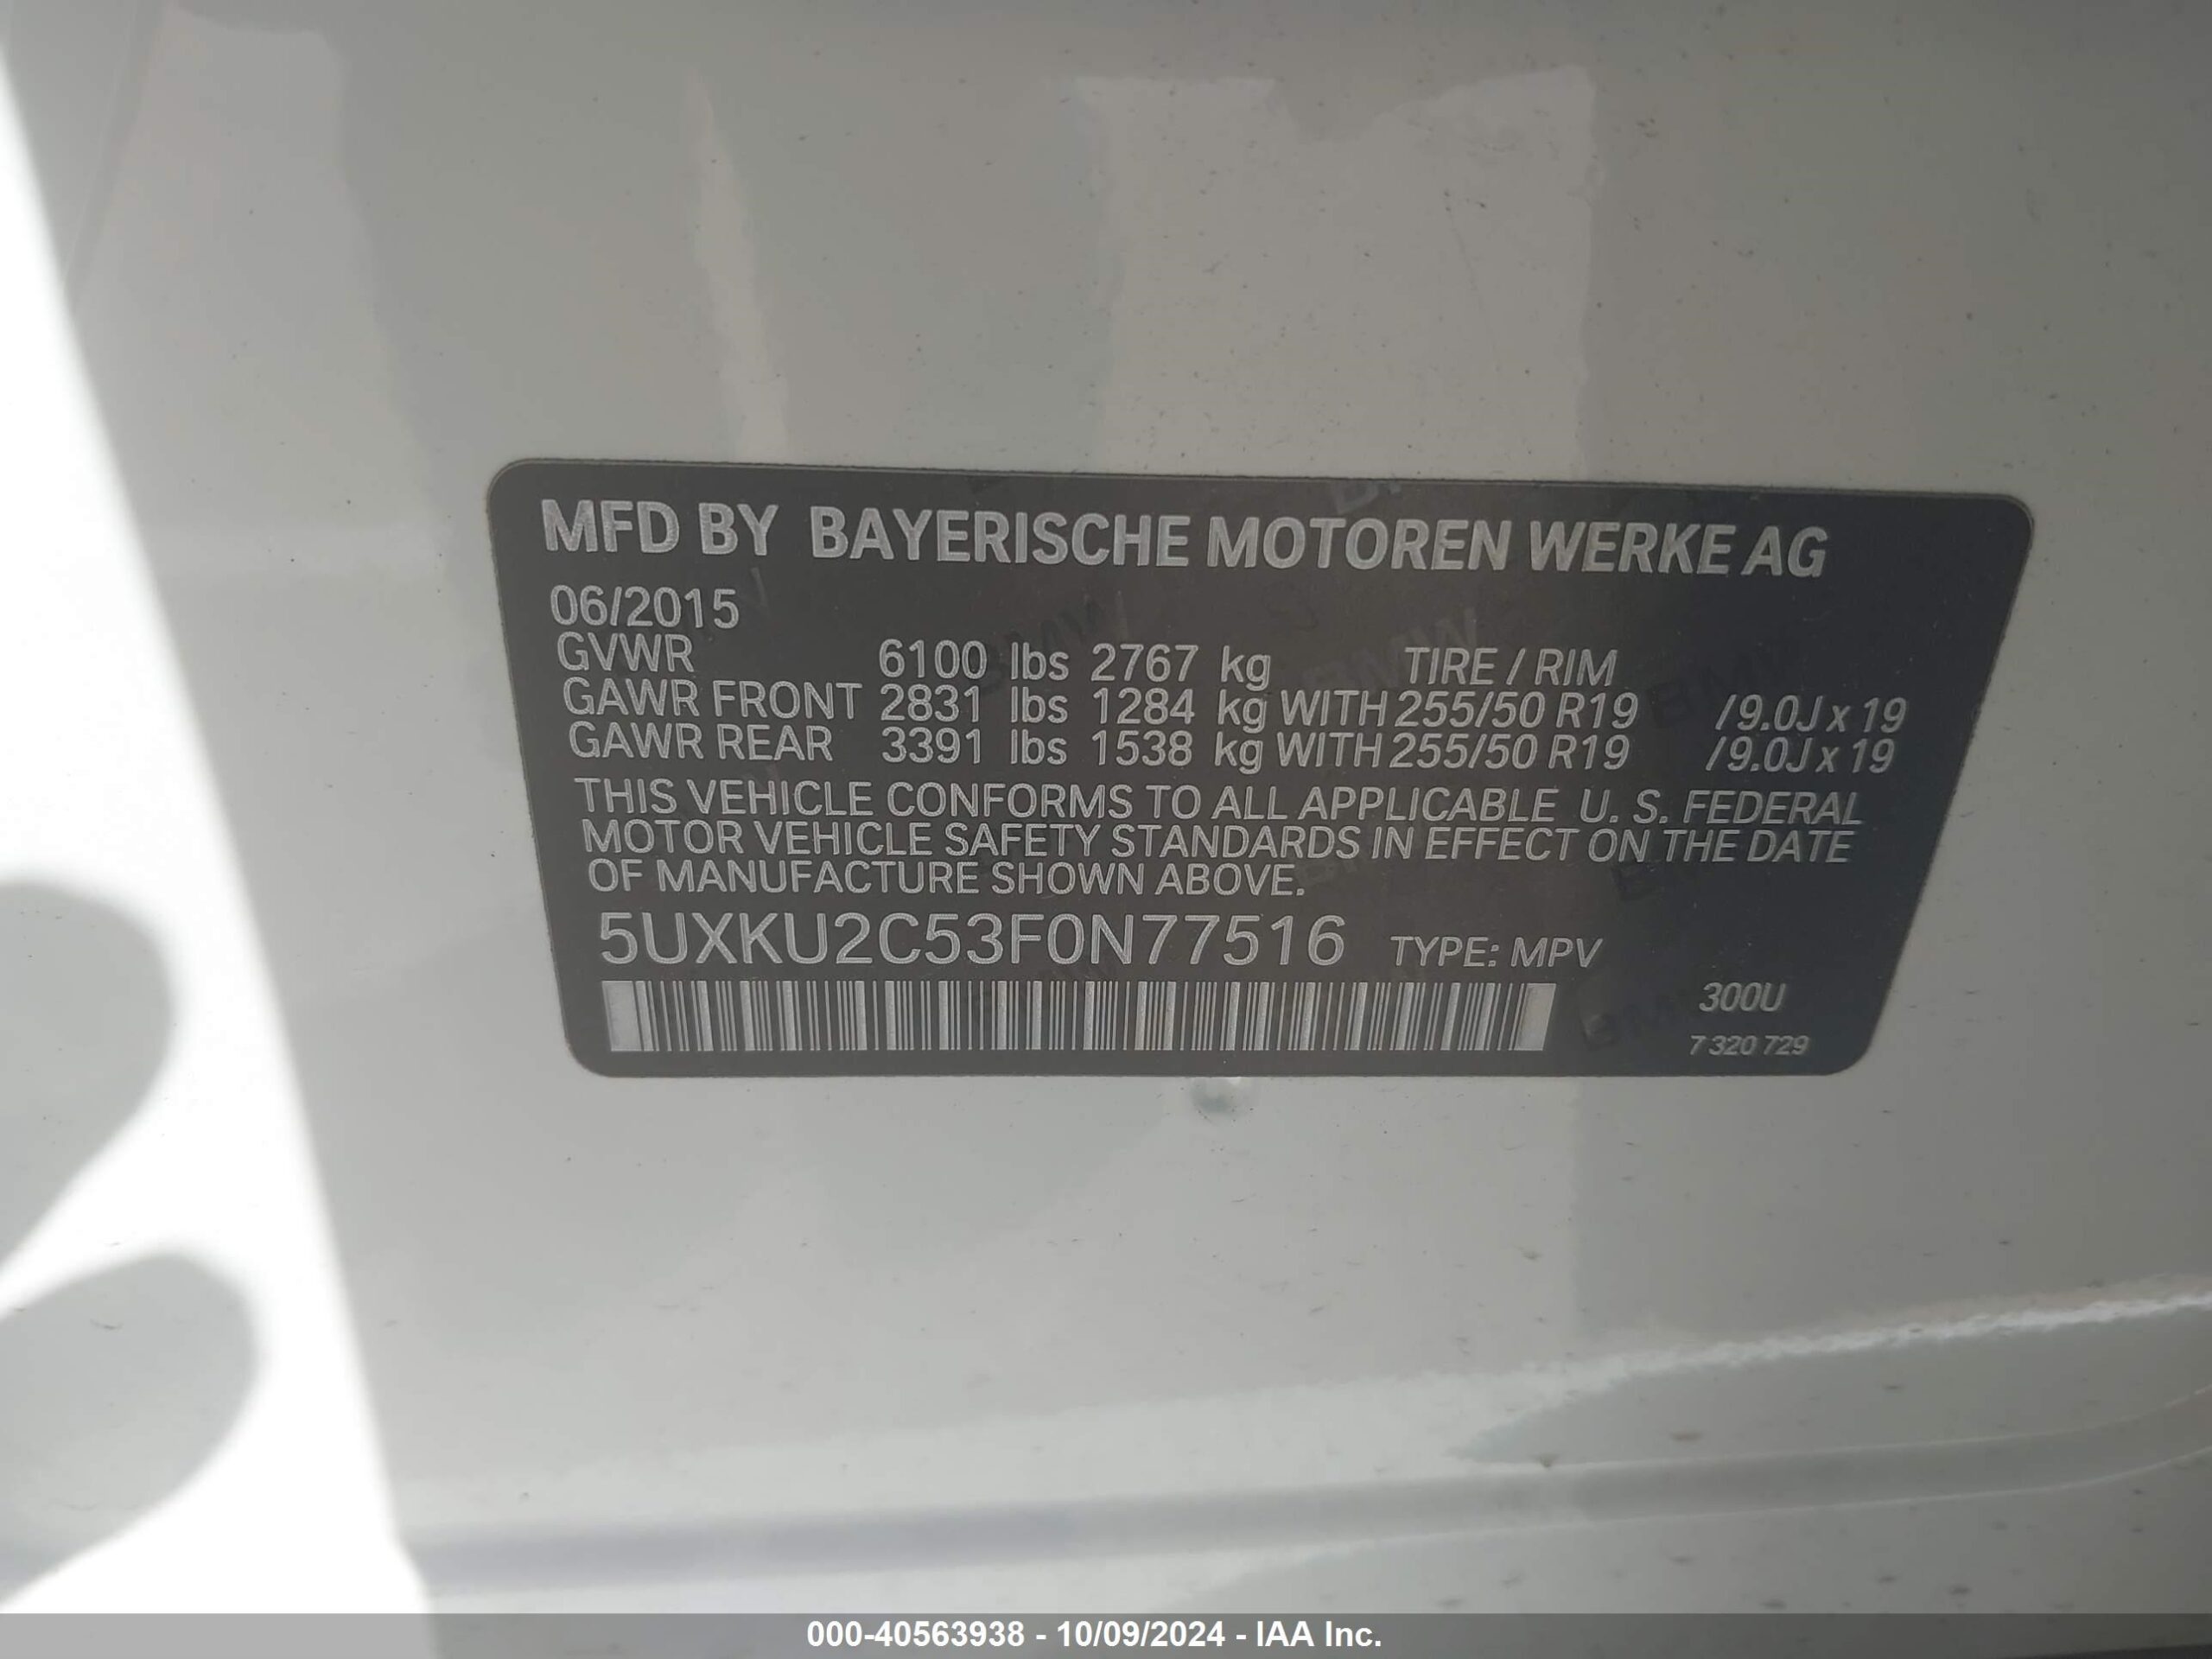 MFD BY BAYERISCHE MOTOREN WERKE AG
06/2015
GVWR 6100 lbs 2767 kg TIRE / RIM
GAWR FRONT 2831 lbs 1284 kg WITH 255/50 R19 /9.0J x 19
GAWR REAR 3391 lbs 1538 kg WITH 255/50 R19 /9.0J x 19
THIS VEHICLE CONFORMS TO ALL APPLICABLE U. S. FEDERAL
MOTOR VEHICLE SAFETY STANDARDS IN EFFECT ON THE DATE
OF MANUFACTURE SHOWN ABOVE.
5UXKU2C53F0N77516 TYPE: MPV
300U
7 320 729
000-40563938 - 10/09/2024 - IAA Inc.